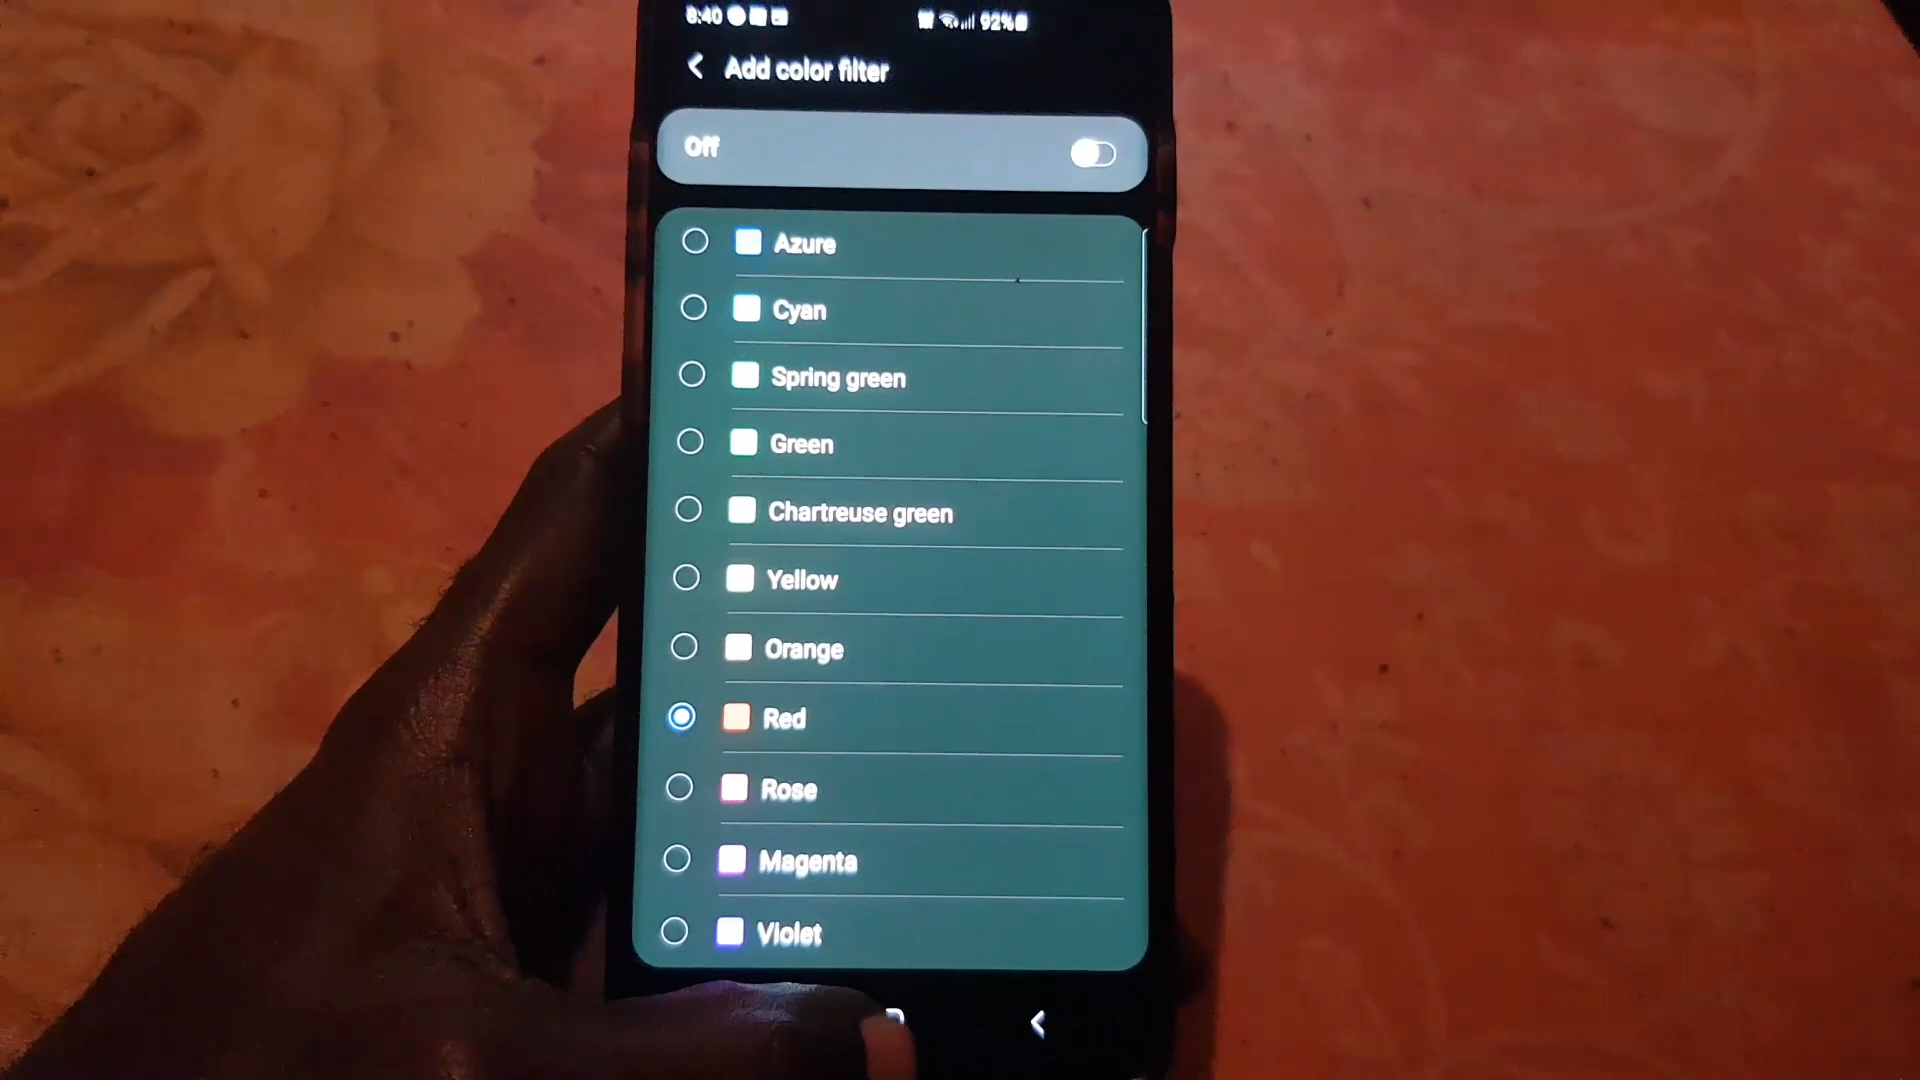 8:40 92%
Add color filter
Off
Azure
Cyan
Spring green
Green
Chartreuse green
Yellow
Orange
Red
Rose
Magenta
Violet